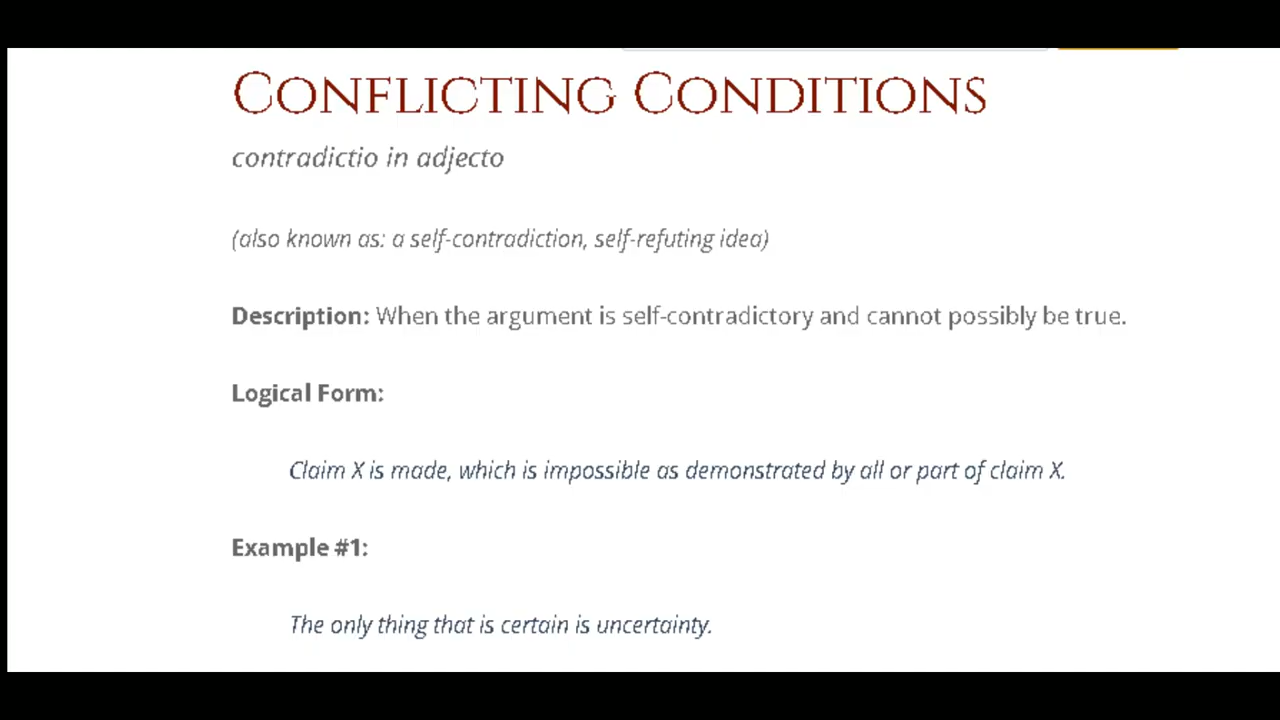 CONFLICTING CONDITIONS
contradictio in adjecto
(also known as: a self-contradiction, self-refuting idea)
Description: When the argument is self-contradictory and cannot possibly be true.
Logical Form:
Claim X is made, which is impossible as demonstrated by all or part of claim X.
Example #1:
The only thing that is certain is uncertainty.